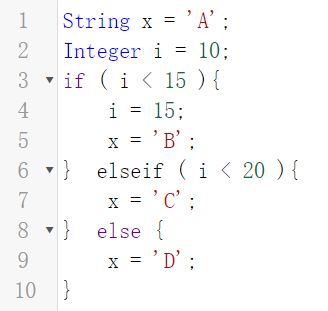 1 String x = 'A';
2 Integer i = 10;
3 if ( i < 15 ){
4 i = 15;
5 x = 'B';
6 } elseif ( i < 20 ){
7 x = 'C';
8 } else {
9 x = 'D';
10 }